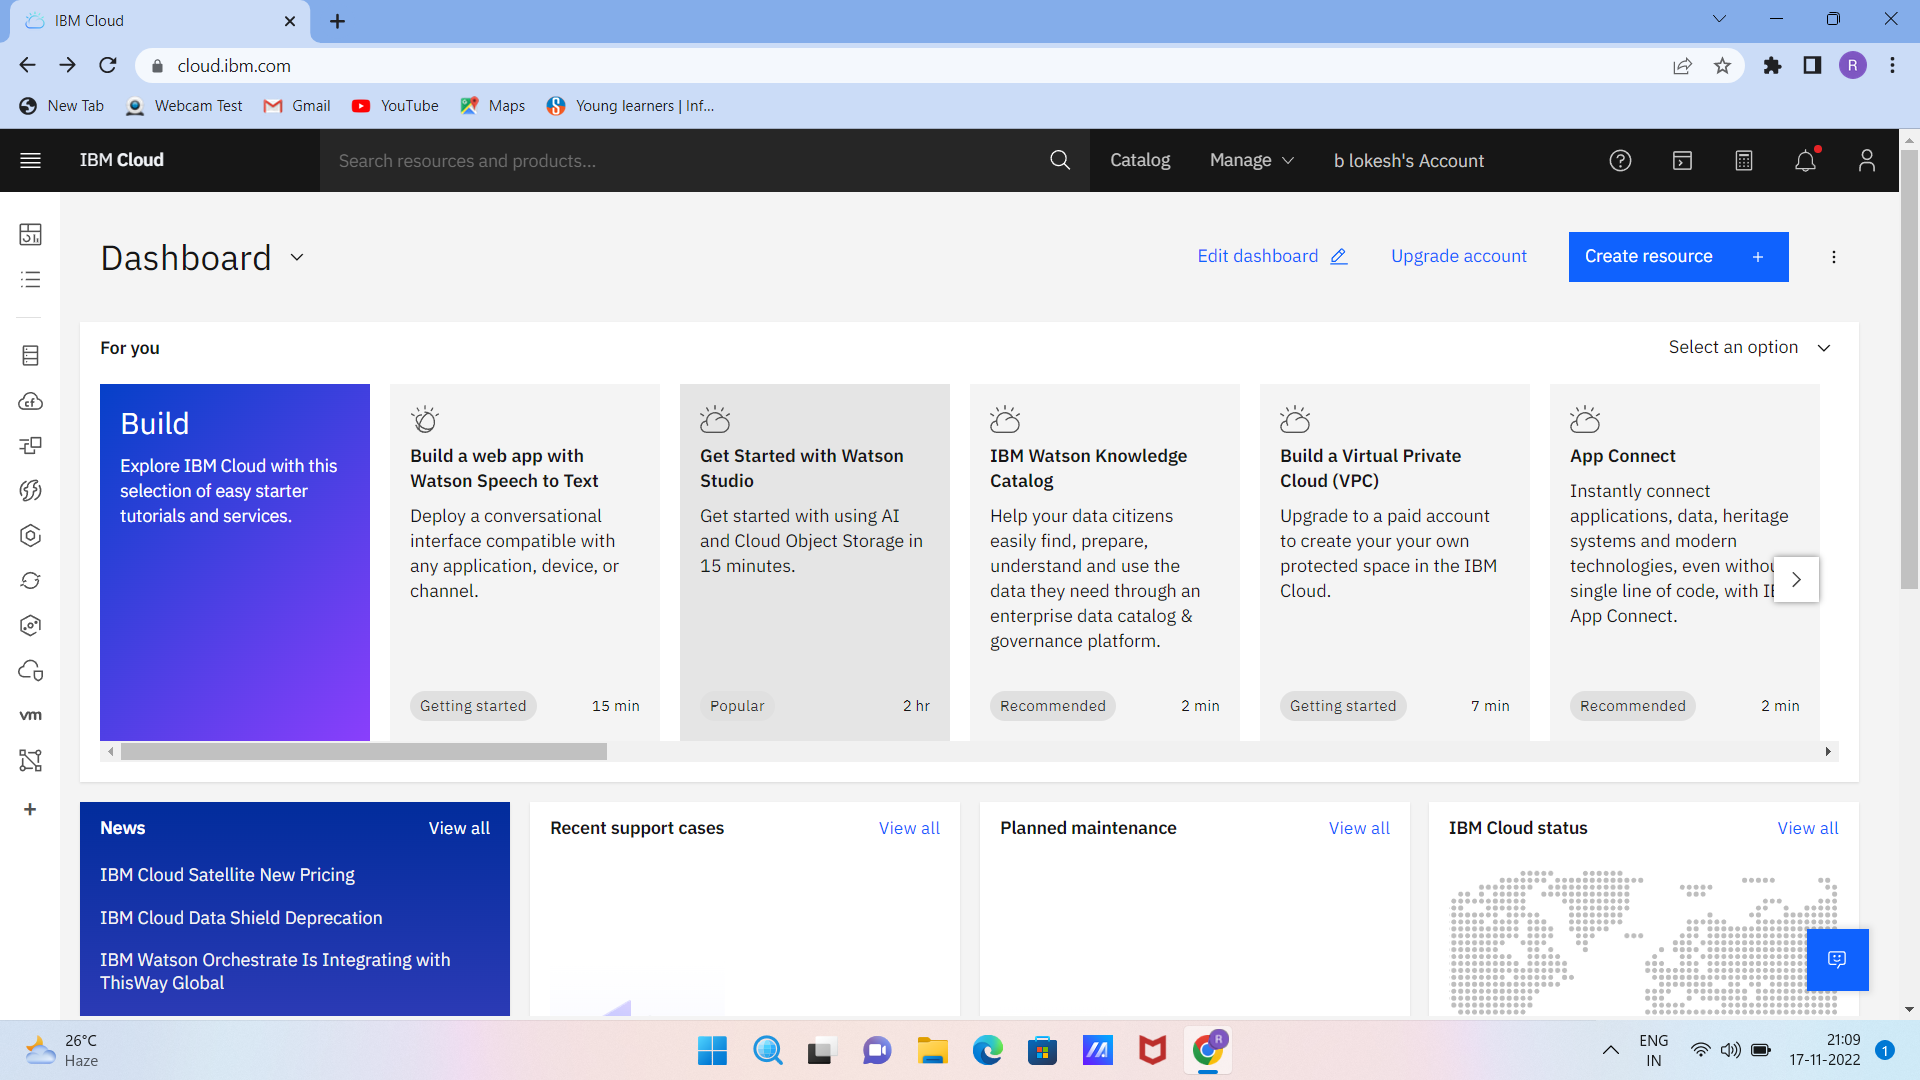 IBM Cloud
cloud.ibm.com
R
New Tab
Webcam Test
Gmail
YouTube
Maps
Young learners | Inf...
IBM Cloud
Search resources and products...
Catalog
Manage
b lokesh's Account
Dashboard
Edit dashboard
Upgrade account
Create resource +
For you
Select an option
Build
Explore IBM Cloud with this
selection of easy starter
tutorials and services.
Build a web app with
Watson Speech to Text
Deploy a conversational
interface compatible with
any application, device, or
channel.
Getting started
15 min
Get Started with Watson
Studio
Get started with using AI
and Cloud Object Storage in
15 minutes.
Popular
2 hr
IBM Watson Knowledge
Catalog
Help your data citizens
easily find, prepare,
understand and use the
data they need through an
enterprise data catalog &
governance platform.
Recommended
2 min
Build a Virtual Private
Cloud (VPC)
Upgrade to a paid account
to create your your own
protected space in the IBM
Cloud.
Getting started
7 min
App Connect
Instantly connect
applications, data, heritage
systems and modern
technologies, even
single line of code, with
App Connect.
Recommended
2 min
cf
vm
News
View all
IBM Cloud Satellite New Pricing
IBM Cloud Data Shield Deprecation
IBM Watson Orchestrate Is Integrating with
ThisWay Global
Recent support cases
View all
Planned maintenance
View all
IBM Cloud status
View all
26°C
Haze
R
ENG
IN
21:09
17-11-2022
1